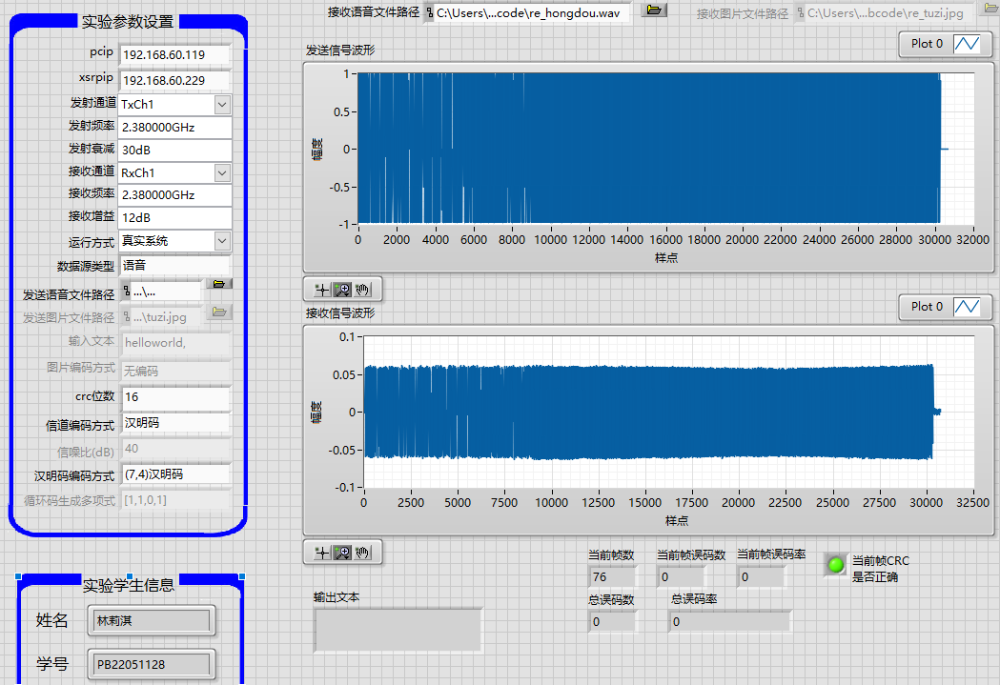 实验参数设置
pcip 192.168.60.119
xsrpip 192.168.60.229
发射通道 TxCh1
发射频率 2.380000GHz
发射衰减 30dB
接收通道 RxCh1
接收频率 2.380000GHz
接收增益 12dB
运行方式 真实系统
数据源类型 语音
发送语音文件路径 ...\...
发送图片文件路径 ...\tuzi.jpg
输入文本 helloworld,
图片编码方式 无编码
crc位数 16
信道编码方式 汉明码
信噪比(dB) 40
汉明码编码方式 (7,4)汉明码
循环码生成多项式 [1,1,0,1]
实验学生信息
姓名 林莉淇
学号 PB22051128
接收语音文件路径 C:\Users\...code\re_hongdou.wav
接收图片文件路径 C:\Users\...bcode\re_tuzi.jpg
发送信号波形
Plot 0
幅度
1
0.5
0
-0.5
-1
0 2000 4000 6000 8000 10000 12000 14000 16000 18000 20000 22000 24000 26000 28000 30000 32000
样点
接收信号波形
Plot 0
幅度
0.1
0.05
0
-0.05
-0.1
0 2500 5000 7500 10000 12500 15000 17500 20000 22500 25000 27500 30000 32500
样点
输出文本
当前帧数 当前帧误码数 当前帧误码率
76 0 0
当前帧CRC
是否正确
总误码数 总误码率
0 0